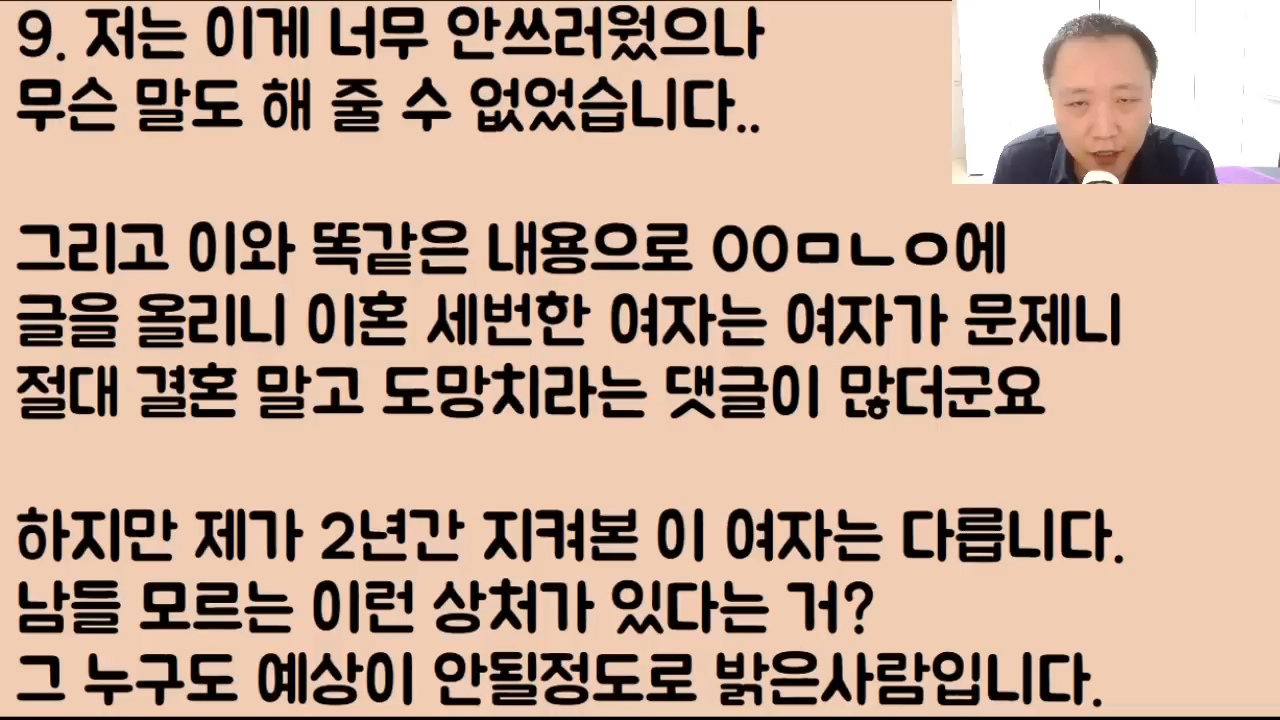 9. 저는 이게 너무 안쓰러웠으나
무슨 말도 해 줄 수 없었습니다..
그리고 이와 똑같은 내용으로 OOㅁㄴㅇ에
글을 올리니 이혼 세번한 여자는 여자가 문제니
절대 결혼 말고 도망치라는 댓글이 많더군요
하지만 제가 2년간 지켜본 이 여자는 다릅니다.
남들 모르는 이런 상처가 있다는 거?
그 누구도 예상이 안될정도로 밝은사람입니다.